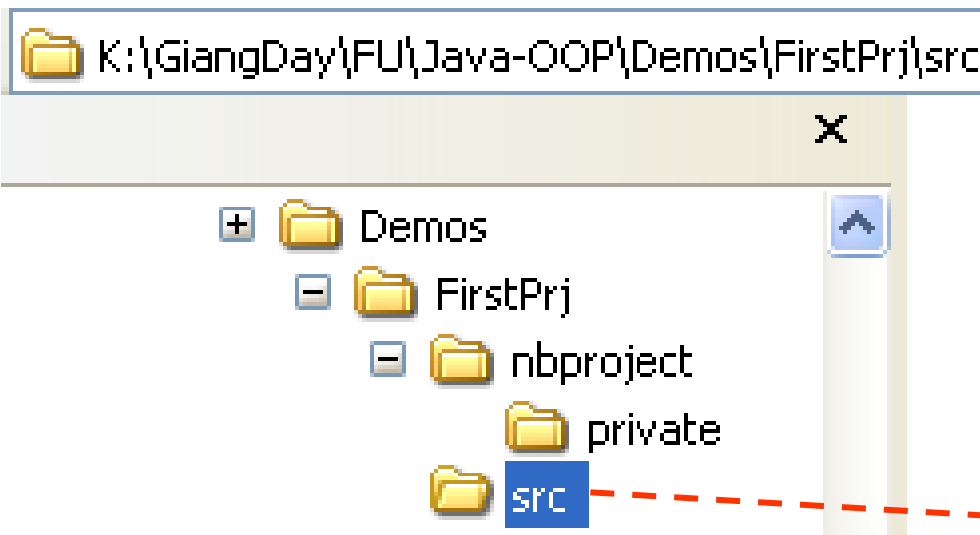 K:\GiangDay\FU\Java-OOP\Demos\FirstPrj\src
Demos
FirstPrj
nbproject
private
src